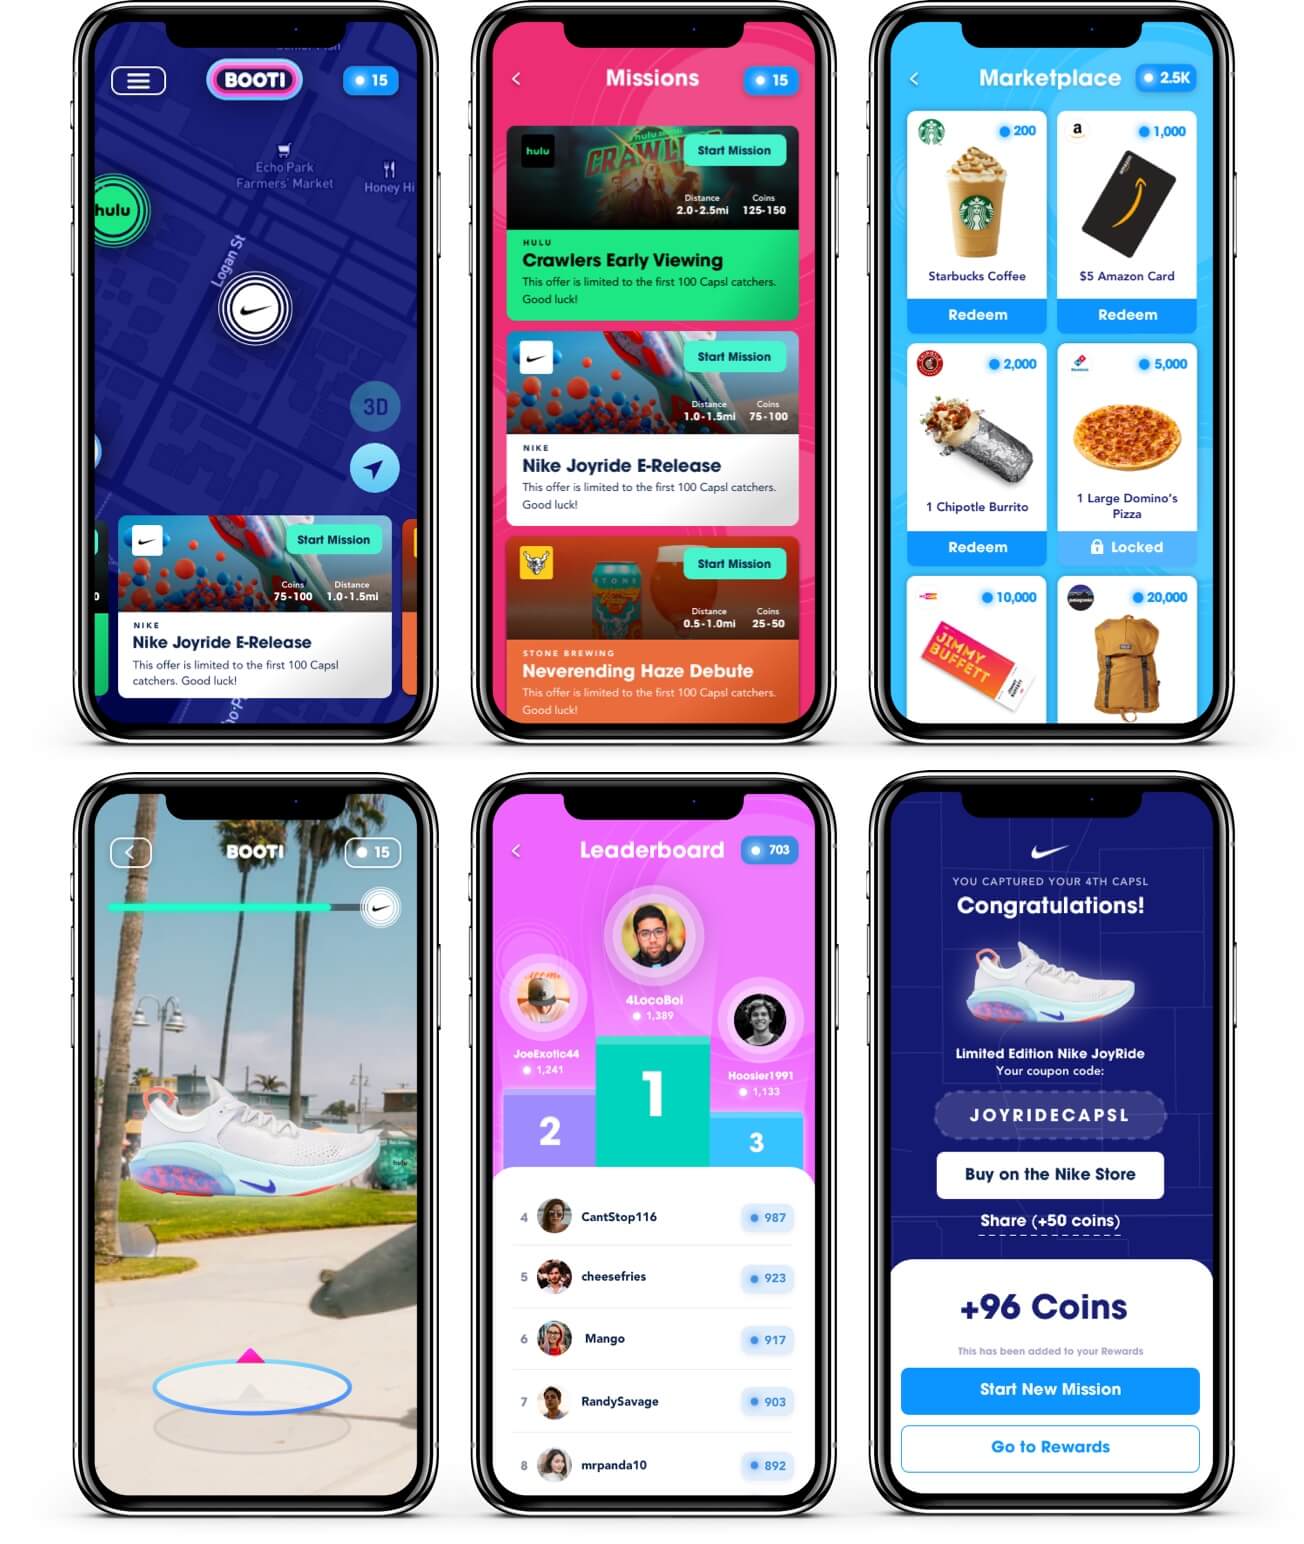 BOOTI
15
Echo Park
Farmers' Market
Honey Hi
hulu
Logan St
3D
Start Mission
Coins
Distance
75-100
1.0-1.5mi
NIKE
Nike Joyride E-Release
This offer is limited to the first 100 Capsl
catchers. Good luck!
Missions
15
hulu
Start Mission
Distance
Coins
2.0-2.5mi
125-150
HULU
Crawlers Early Viewing
This offer is limited to the first 100 Capsl catchers.
Good luck!
Start Mission
Distance
Coins
1.0-1.5mi
75-100
NIKE
Nike Joyride E-Release
This offer is limited to the first 100 Capsl catchers.
Good luck!
Start Mission
STONE
Distance
Coins
0.5-1.0mi
25-50
STONE BREWING
Neverending Haze Debute
This offer is limited to the first 100 Capsl catchers.
Good luck!
Marketplace
2.5K
200
a
1,000
Starbucks Coffee
$5 Amazon Card
Redeem
Redeem
2,000
5,000
1 Chipotle Burrito
1 Large Domino's
Pizza
Redeem
Locked
10,000
patagonia
20,000
JIMMY
BUFFETT
JIMMY
BUFFETT
BOOTI
15
hulu
Leaderboard
703
4LocoBoi
1,389
JoeExotic44
1,241
Hoosier1991
1,133
1
2
3
4 CantStop116 987
5 cheesefries 923
6 Mango 917
7 RandySavage 903
8 mrpanda10 892
YOU CAPTURED YOUR 4TH CAPSL
Congratulations!
Limited Edition Nike JoyRide
Your coupon code:
JOYRIDECAPSL
Buy on the Nike Store
Share (+50 coins)
+96 Coins
This has been added to your Rewards
Start New Mission
Go to Rewards